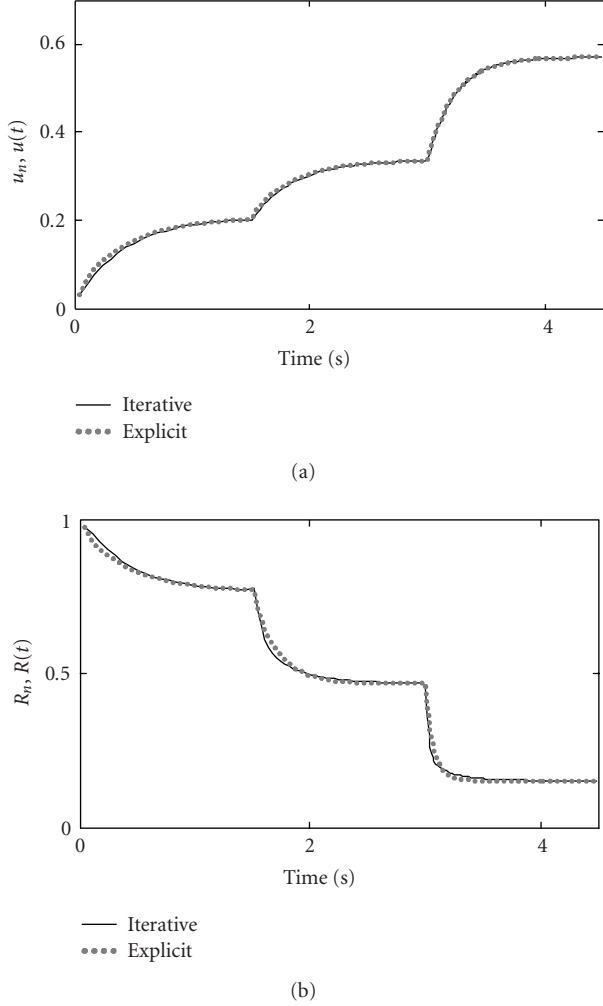 0.6
0.4
0.2
0
u_n, u(t)
0 2 4
Time (s)
Iterative
Explicit
(a)
1
0.5
0
R_n, R(t)
0 2 4
Time (s)
Iterative
Explicit
(b)